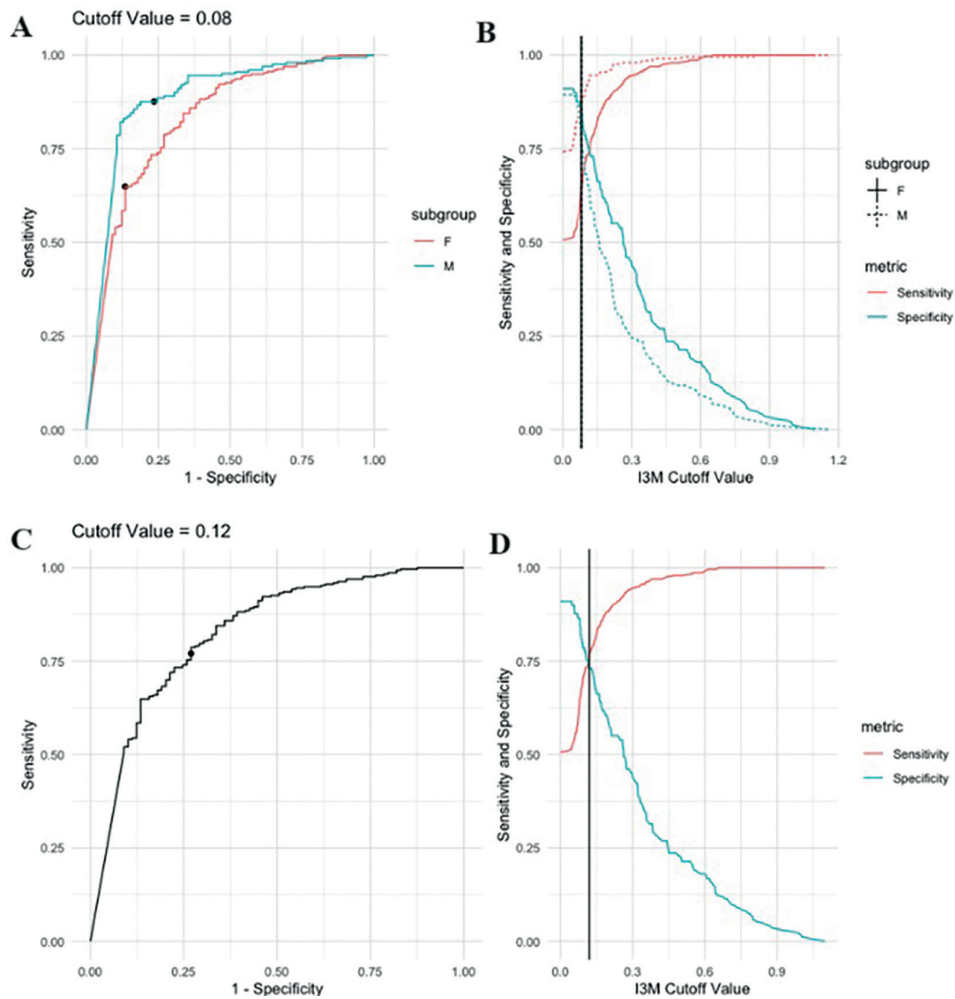 A
Cutoff Value = 0.08
1.00
0.75
0.50
0.25
0.00
Sensitivity
0.00 0.25 0.50 0.75 1.00
1 - Specificity
subgroup
F
M
B
1.00
0.75
0.50
0.25
0.00
Sensitivity and Specificity
0.0 0.3 0.6 0.9 1.2
I3M Cutoff Value
subgroup
F
M
metric
Sensitivity
Specificity
C
Cutoff Value = 0.12
1.00
0.75
0.50
0.25
0.00
Sensitivity
0.00 0.25 0.50 0.75 1.00
1 - Specificity
D
1.00
0.75
0.50
0.25
0.00
Sensitivity and Specificity
0.0 0.3 0.6 0.9
I3M Cutoff Value
metric
Sensitivity
Specificity